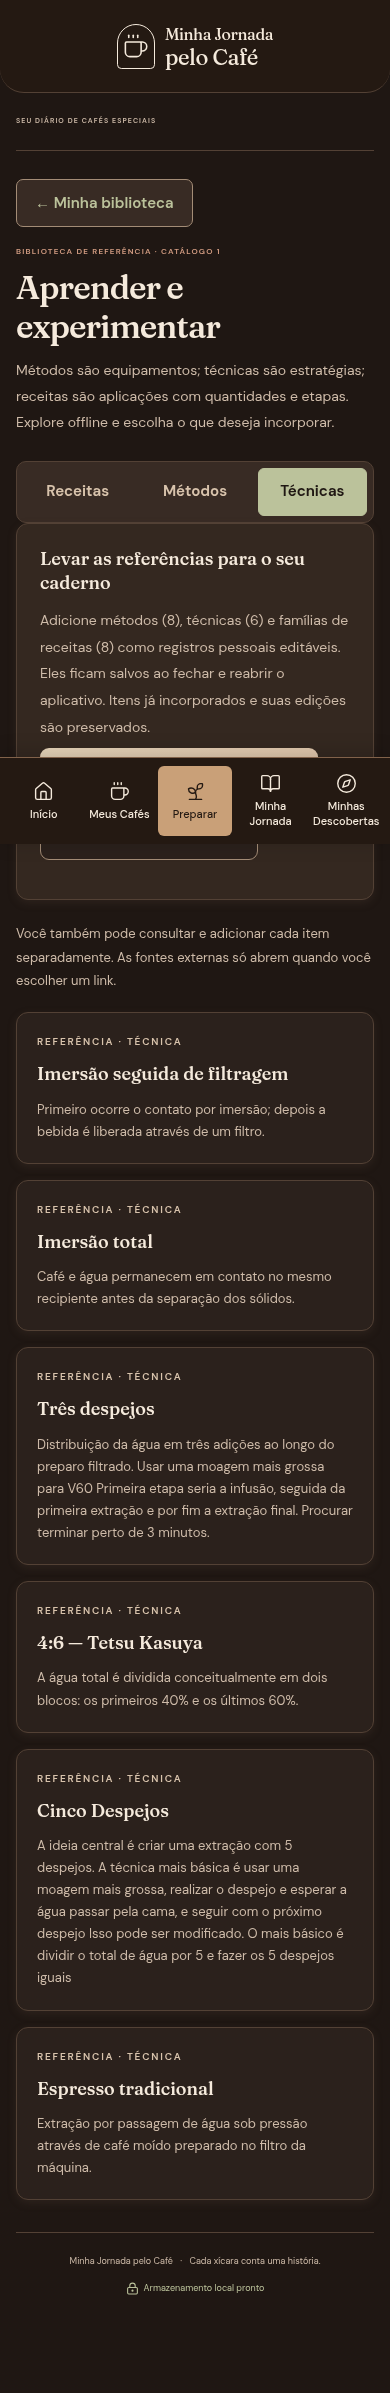 Minha Jornada
pelo Café
SEU DIÁRIO DE CAFÉS ESPECIAIS
← Minha biblioteca
BIBLIOTECA DE REFERÊNCIA · CATÁLOGO 1
Aprender e
experimentar
Métodos são equipamentos; técnicas são estratégias;
receitas são aplicações com quantidades e etapas.
Explore offline e escolha o que deseja incorporar.
Receitas
Métodos
Técnicas
Levar as referências para o seu
caderno
Adicione métodos (8), técnicas (6) e famílias de
receitas (8) como registros pessoais editáveis.
Eles ficam salvos ao fechar e reabrir o
aplicativo. Itens já incorporados e suas edições
são preservados.
Início
Meus Cafés
Preparar
Minha
Jornada
Minhas
Descobertas
Você também pode consultar e adicionar cada item
separadamente. As fontes externas só abrem quando você
escolher um link.
REFERÊNCIA · TÉCNICA
Imersão seguida de filtragem
Primeiro ocorre o contato por imersão; depois a
bebida é liberada através de um filtro.
REFERÊNCIA · TÉCNICA
Imersão total
Café e água permanecem em contato no mesmo
recipiente antes da separação dos sólidos.
REFERÊNCIA · TÉCNICA
Três despejos
Distribuição da água em três adições ao longo do
preparo filtrado. Usar uma moagem mais grossa
para V60 Primeira etapa seria a infusão, seguida da
primeira extração e por fim a extração final. Procurar
terminar perto de 3 minutos.
REFERÊNCIA · TÉCNICA
4:6 — Tetsu Kasuya
A água total é dividida conceitualmente em dois
blocos: os primeiros 40% e os últimos 60%.
REFERÊNCIA · TÉCNICA
Cinco Despejos
A ideia central é criar uma extração com 5
despejos. A técnica mais básica é usar uma
moagem mais grossa, realizar o despejo e esperar a
água passar pela cama, e seguir com o próximo
despejo Isso pode ser modificado. O mais básico é
dividir o total de água por 5 e fazer os 5 despejos
iguais
REFERÊNCIA · TÉCNICA
Espresso tradicional
Extração por passagem de água sob pressão
através de café moído preparado no filtro da
máquina.
Minha Jornada pelo Café · Cada xícara conta uma história.
Armazenamento local pronto